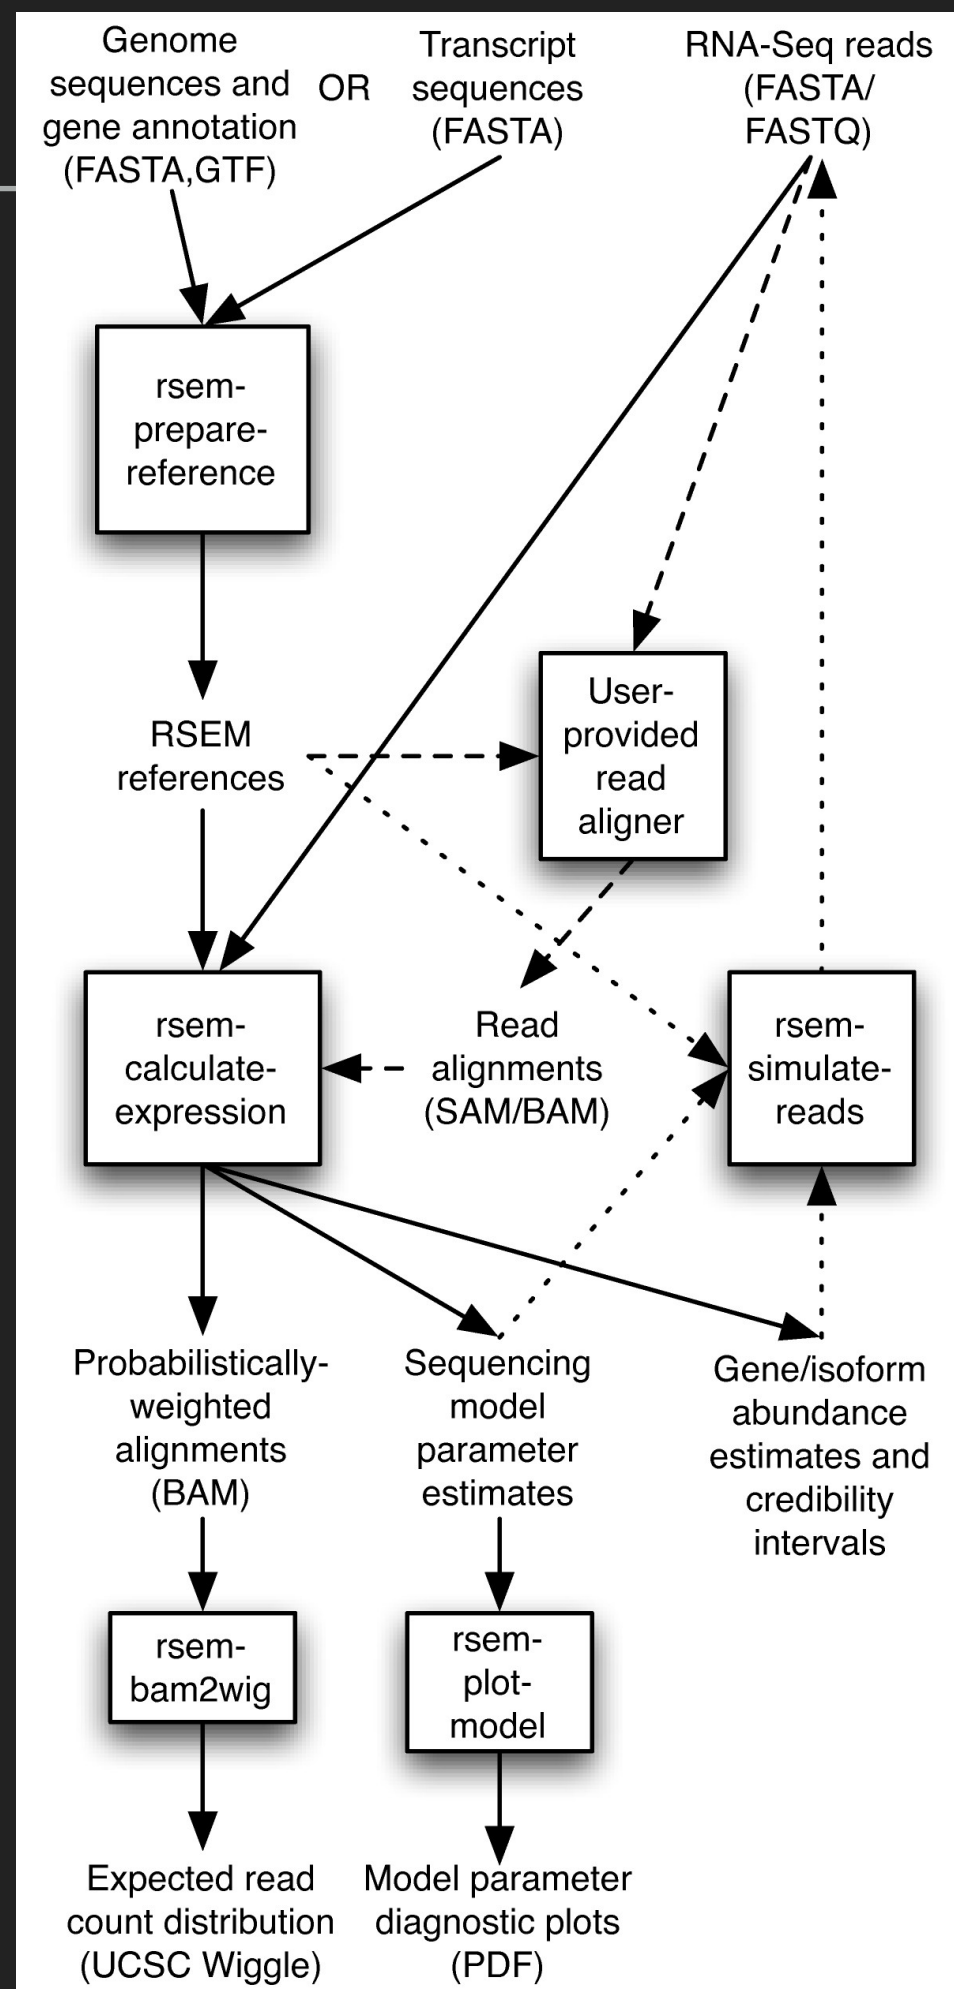 Genome
sequences and
gene annotation
(FASTA,GTF)
OR
Transcript
sequences
(FASTA)
RNA-Seq reads
(FASTA/
FASTQ)
rsem-
prepare-
reference
RSEM
references
User-
provided
read
aligner
rsem-
calculate-
expression
Read
alignments
(SAM/BAM)
rsem-
simulate-
reads
Probabilistically-
weighted
alignments
(BAM)
Sequencing
model
parameter
estimates
Gene/isoform
abundance
estimates and
credibility
intervals
rsem-
bam2wig
rsem-
plot-
model
Expected read
count distribution
(UCSC Wiggle)
Model parameter
diagnostic plots
(PDF)